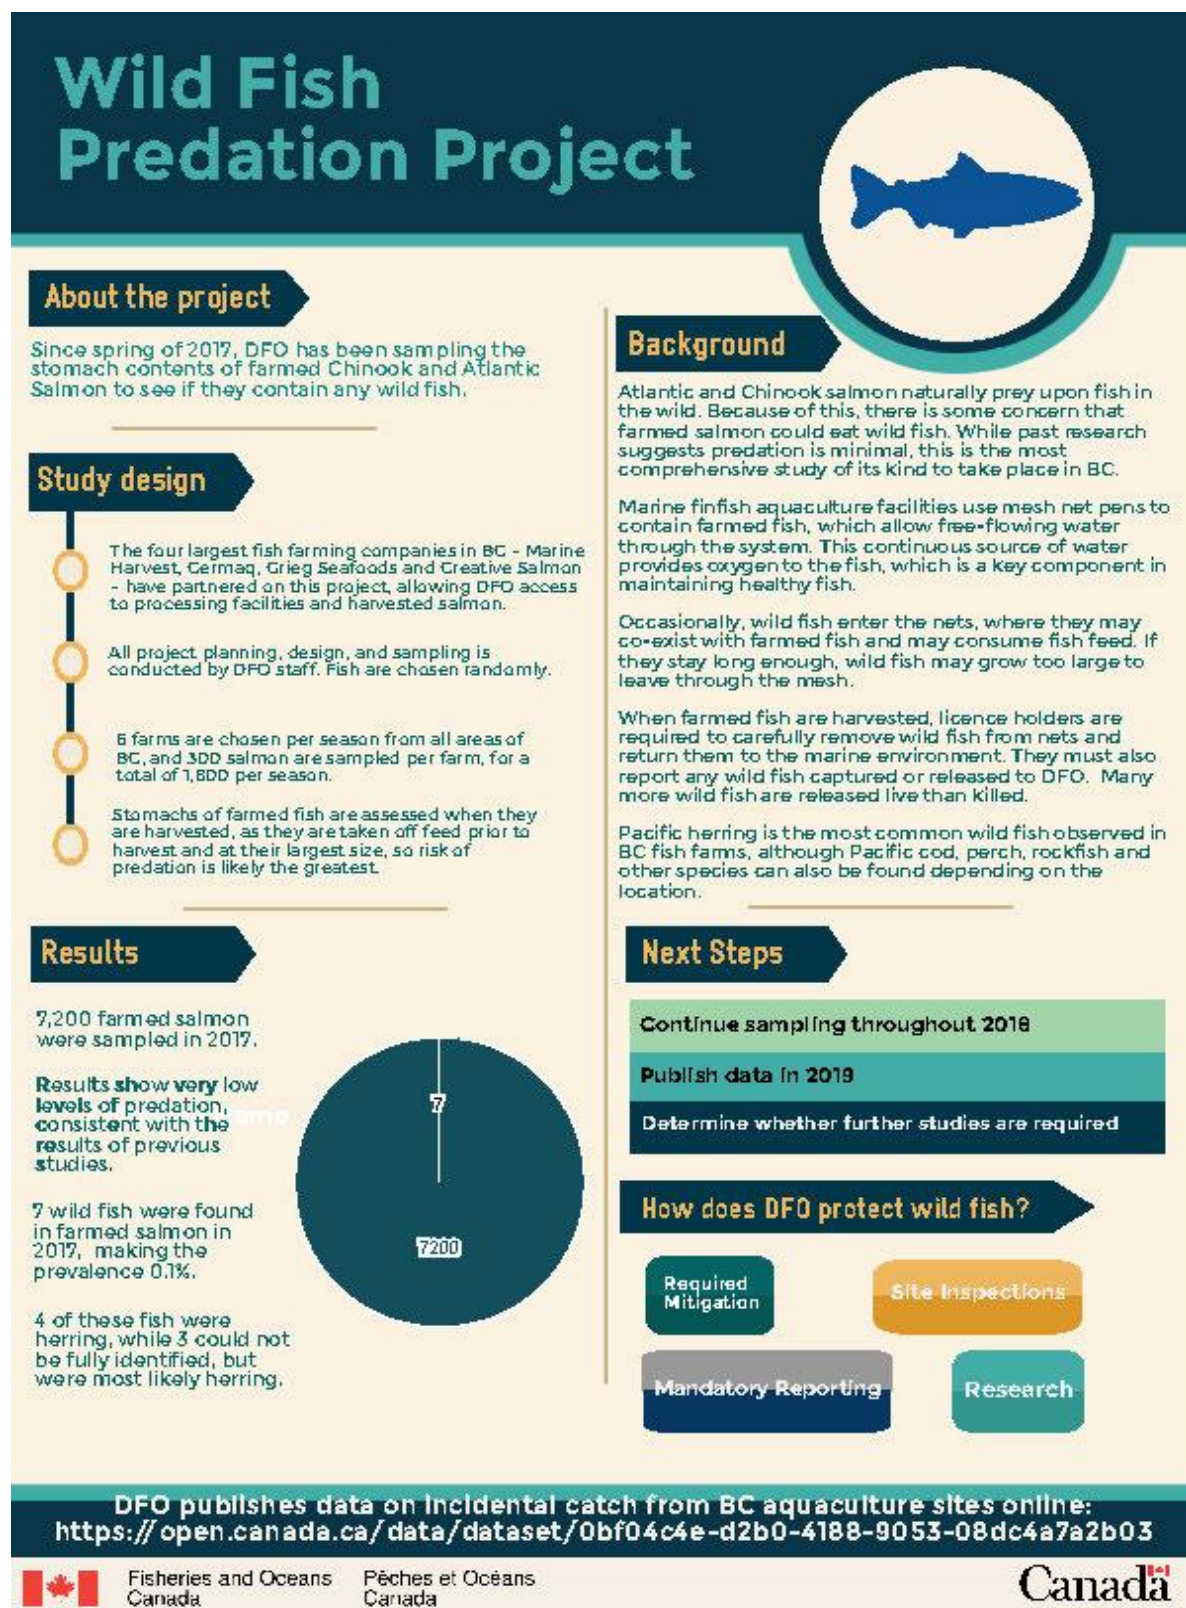 Wild Fish
Predation Project
About the project
Since spring of 2017, DFO has been sampling the
stomach contents of farmed Chinook and Atlantic
Salmon to see if they contain any wild fish.
Study design
The four largest fish farming companies in BC - Marine
Harvest, Cermaq, Grieg Seafoods and Creative Salmon
- have partnered on this project, allowing DFO access
to processing facilities and harvested salmon.
All project planning, design, and sampling is
conducted by DFO staff. Fish are chosen randomly.
6 farms are chosen per season from all areas of
BC, and 300 salmon are sampled per farm, for a
total of 1,800 per season.
Stomachs of farmed fish are assessed when they
are harvested, as they are taken off feed prior to
harvest and at their largest size, so risk of
predation is likely the greatest.
Results
7,200 farmed salmon
were sampled in 2017.
Results show very low
levels of predation,
consistent with the
results of previous
studies.
7 wild fish were found
in farmed salmon in
2017, making the
prevalence 0.1%.
4 of these fish were
herring, while 3 could not
be fully identified, but
were most likely herring.
7
7200
Background
Atlantic and Chinook salmon naturally prey upon fish in
the wild. Because of this, there is some concern that
farmed salmon could eat wild fish. While past research
suggests predation is minimal, this is the most
comprehensive study of its kind to take place in BC.
Marine finfish aquaculture facilities use mesh net pens to
contain farmed fish, which allow free-flowing water
through the system. This continuous source of water
provides oxygen to the fish, which is a key component in
maintaining healthy fish.
Occasionally, wild fish enter the nets, where they may
co-exist with farmed fish and may consume fish feed. If
they stay long enough, wild fish may grow too large to
leave through the mesh.
When farmed fish are harvested, licence holders are
required to carefully remove wild fish from nets and
return them to the marine environment. They must also
report any wild fish captured or released to DFO. Many
more wild fish are released live than killed.
Pacific herring is the most common wild fish observed in
BC fish farms, although Pacific cod, perch, rockfish and
other species can also be found depending on the
location.
Next Steps
Continue sampling throughout 2018
Publish data in 2019
Determine whether further studies are required
How does DFO protect wild fish?
Required
Mitigation
Site Inspections
Mandatory Reporting
Research
DFO publishes data on incidental catch from BC aquaculture sites online:
https://open.canada.ca/data/dataset/0bf04c4e-d2b0-4188-9053-08dc4a7a2b03
Fisheries and Oceans
Canada
Pêches et Océans
Canada
Canada